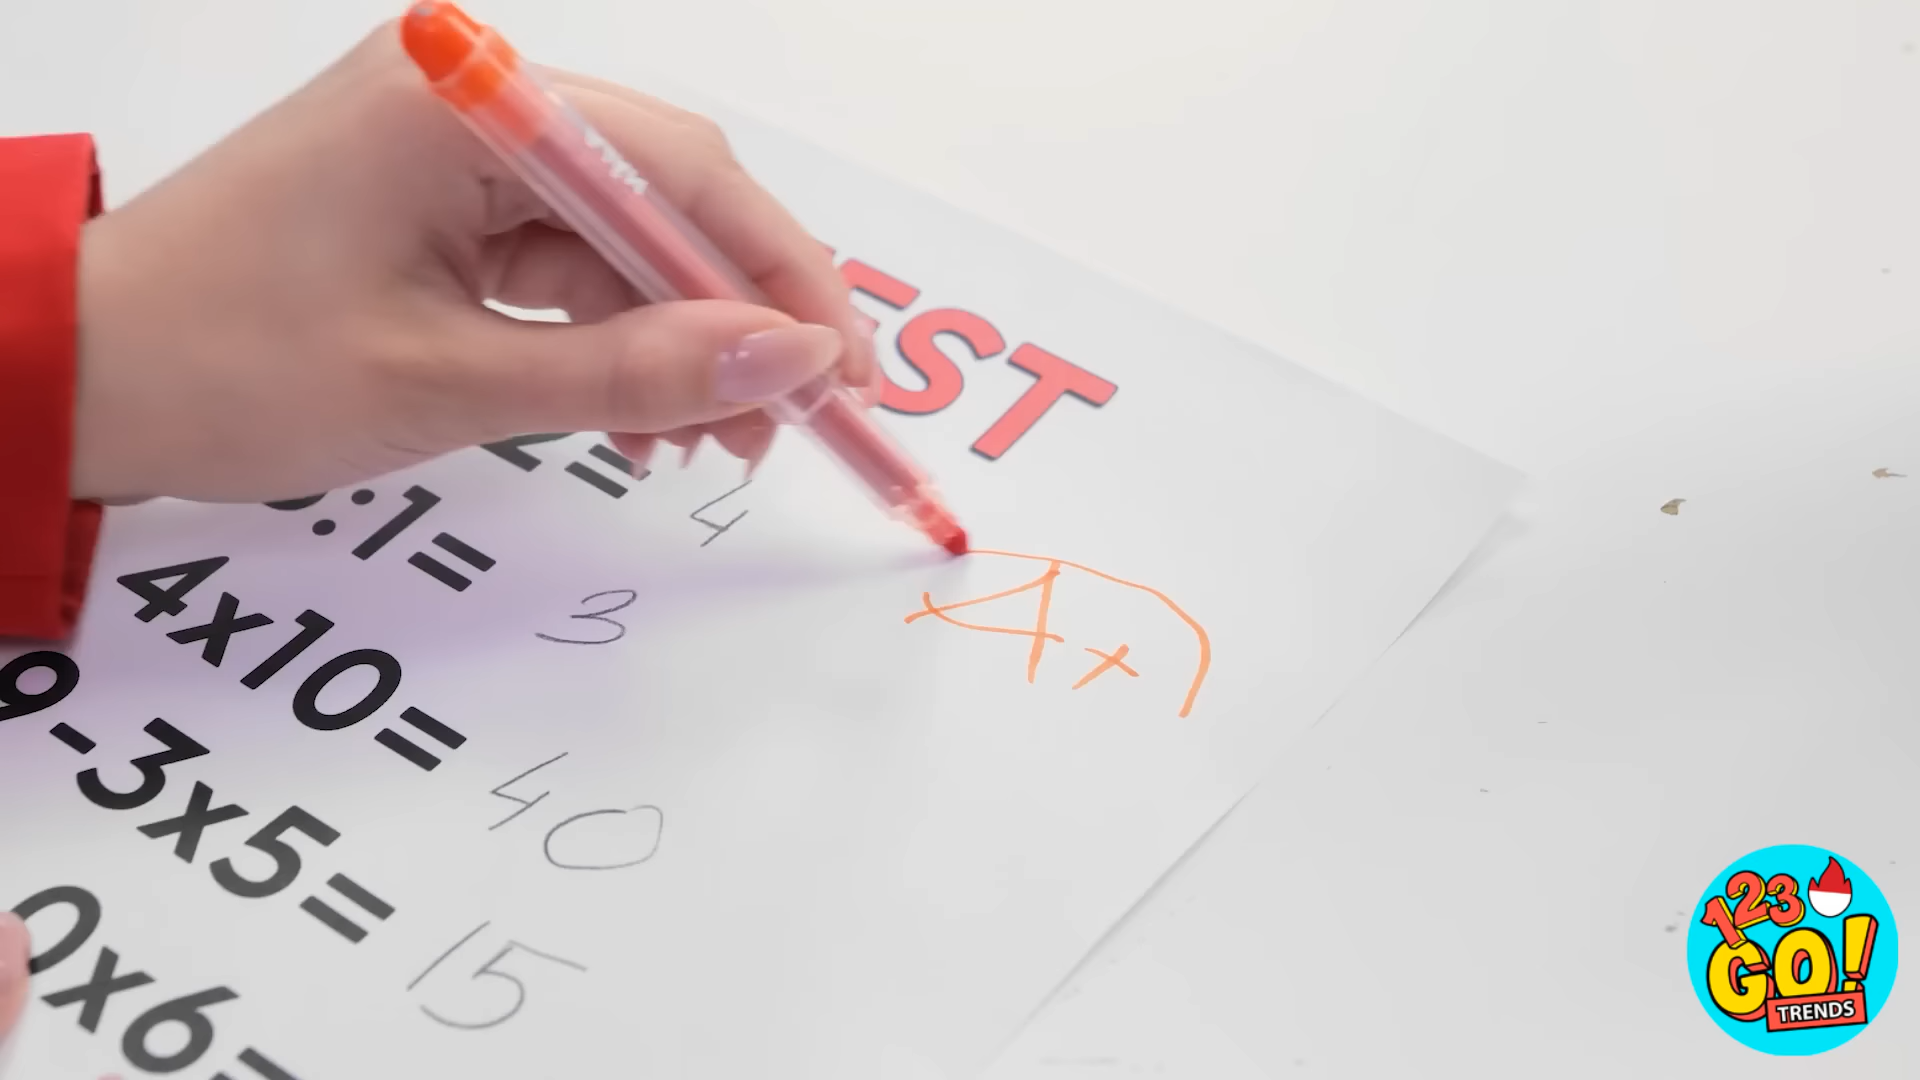 EST
2= 4
:1= 3
4x10= 40
9-3x5= 15
0x6=
A+
123
GO!
TRENDS